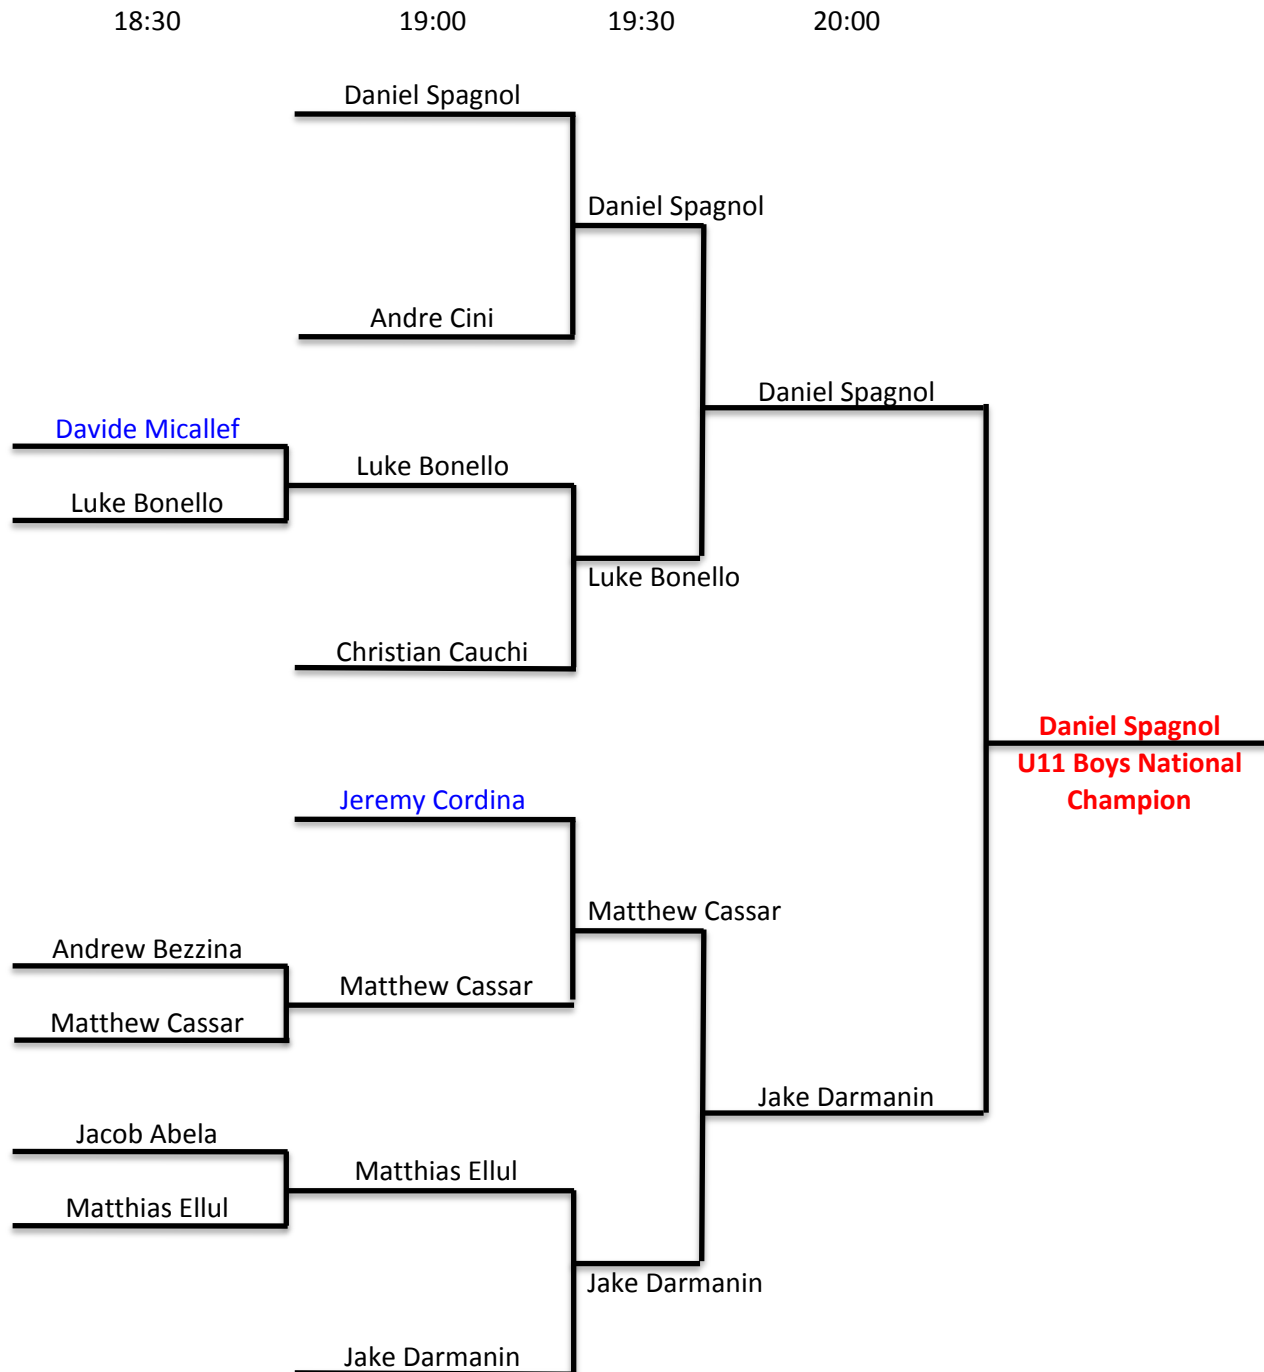 18:30 19:00 19:30 20:00
Daniel Spagnol
Daniel Spagnol
Andre Cini
Daniel Spagnol
Davide Micallef
Luke Bonello
Luke Bonello
Luke Bonello
Christian Cauchi
Daniel Spagnol
U11 Boys National
Champion
Jeremy Cordina
Matthew Cassar
Andrew Bezzina
Matthew Cassar
Matthew Cassar
Jake Darmanin
Jacob Abela
Matthias Ellul
Matthias Ellul
Jake Darmanin
Jake Darmanin